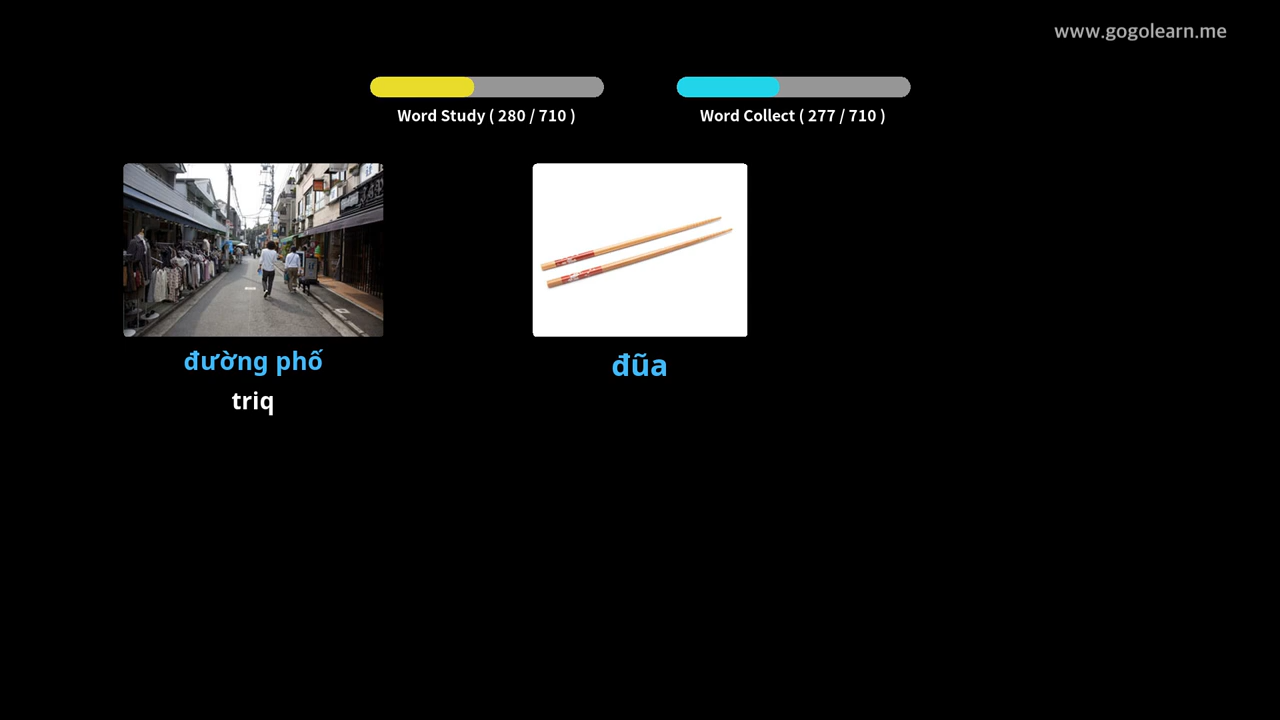 www.gogolearn.me
Word Study ( 280 / 710 )
Word Collect ( 277 / 710 )
đường phố
triq
đũa